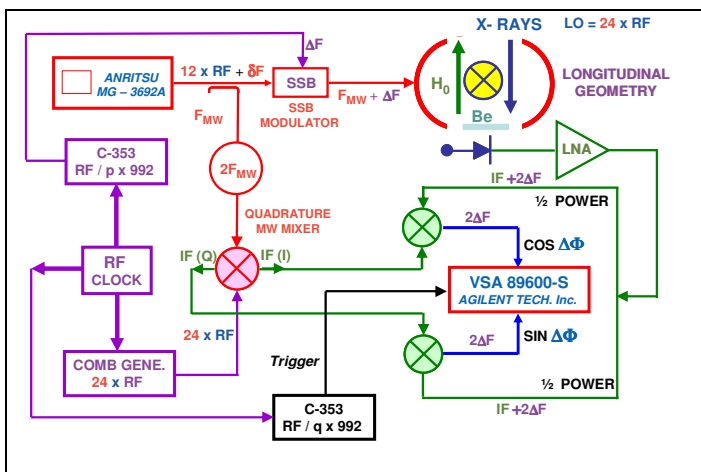 X- RAYS
LO = 24 x RF
ΔF
ANRITSU
MG – 3692A
12 x RF + δF
SSB
SSB
MODULATOR
F_MW + ΔF
H_0
LONGITUDINAL
GEOMETRY
Be
F_MW
LNA
C-353
RF / p x 992
2F_MW
IF +2ΔF
½ POWER
QUADRATURE
MW MIXER
2ΔF
COS ΔΦ
IF (Q)
IF (I)
RF
CLOCK
VSA 89600-S
AGILENT TECH. Inc.
24 x RF
Trigger
2ΔF
SIN ΔΦ
COMB GENE.
24 x RF
½ POWER
IF+2ΔF
C-353
RF / q x 992